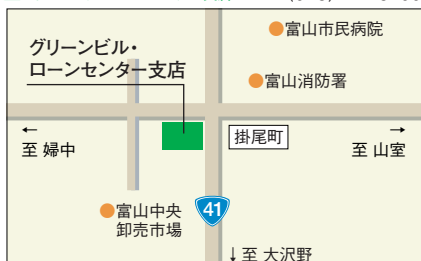 富山市民病院
グリーンビル・
ローンセンター支店
富山消防署
←
至 婦中
掛尾町
→
至 山室
富山中央
卸売市場
41
↓至 大沢野